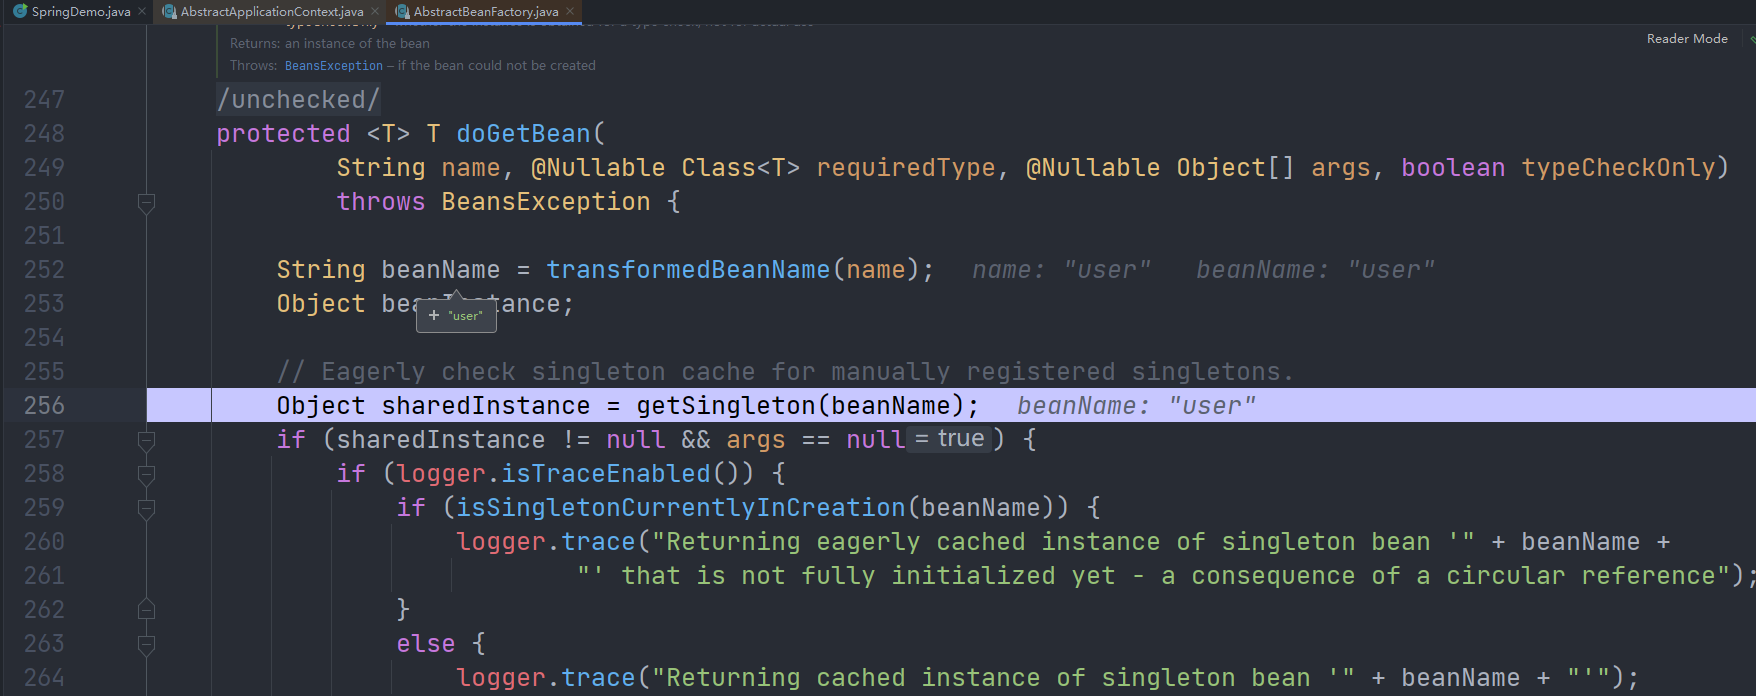 SpringDemo.java AbstractApplicationContext.java AbstractBeanFactory.java
Returns: an instance of the bean
Reader Mode
Throws: BeansException – if the bean could not be created
247 /unchecked/
248 protected <T> T doGetBean(
249 String name, @Nullable Class<T> requiredType, @Nullable Object[] args, boolean typeCheckOnly)
250 throws BeansException {
251
252 String beanName = transformedBeanName(name); name: "user" beanName: "user"
253 Object beanInstance;
+ "user"
254
255 // Eagerly check singleton cache for manually registered singletons.
256 Object sharedInstance = getSingleton(beanName); beanName: "user"
257 if (sharedInstance != null && args == null = true ) {
258 if (logger.isTraceEnabled()) {
259 if (isSingletonCurrentlyInCreation(beanName)) {
260 logger.trace("Returning eagerly cached instance of singleton bean '" + beanName +
261 "' that is not fully initialized yet - a consequence of a circular reference");
262 }
263 else {
264 logger.trace("Returning cached instance of singleton bean '" + beanName + "'");